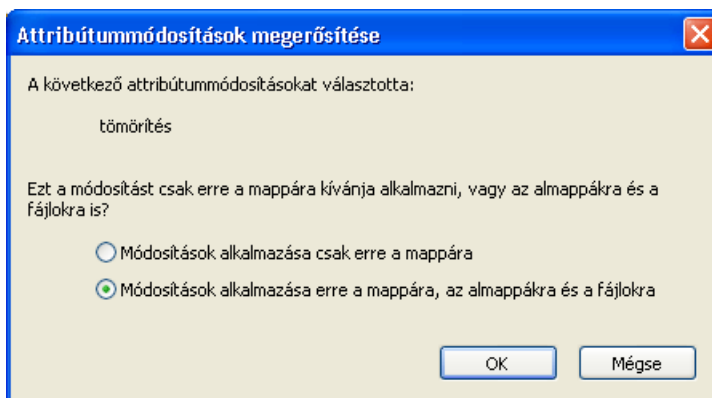 Attribútummódosítások megerősítése
A következő attribútummódosításokat választotta:
tömörítés
Ezt a módosítást csak erre a mappára kívánja alkalmazni, vagy az almappákra és a
fájlokra is?
Módosítások alkalmazása csak erre a mappára
Módosítások alkalmazása erre a mappára, az almappákra és a fájlokra
OK
Mégse